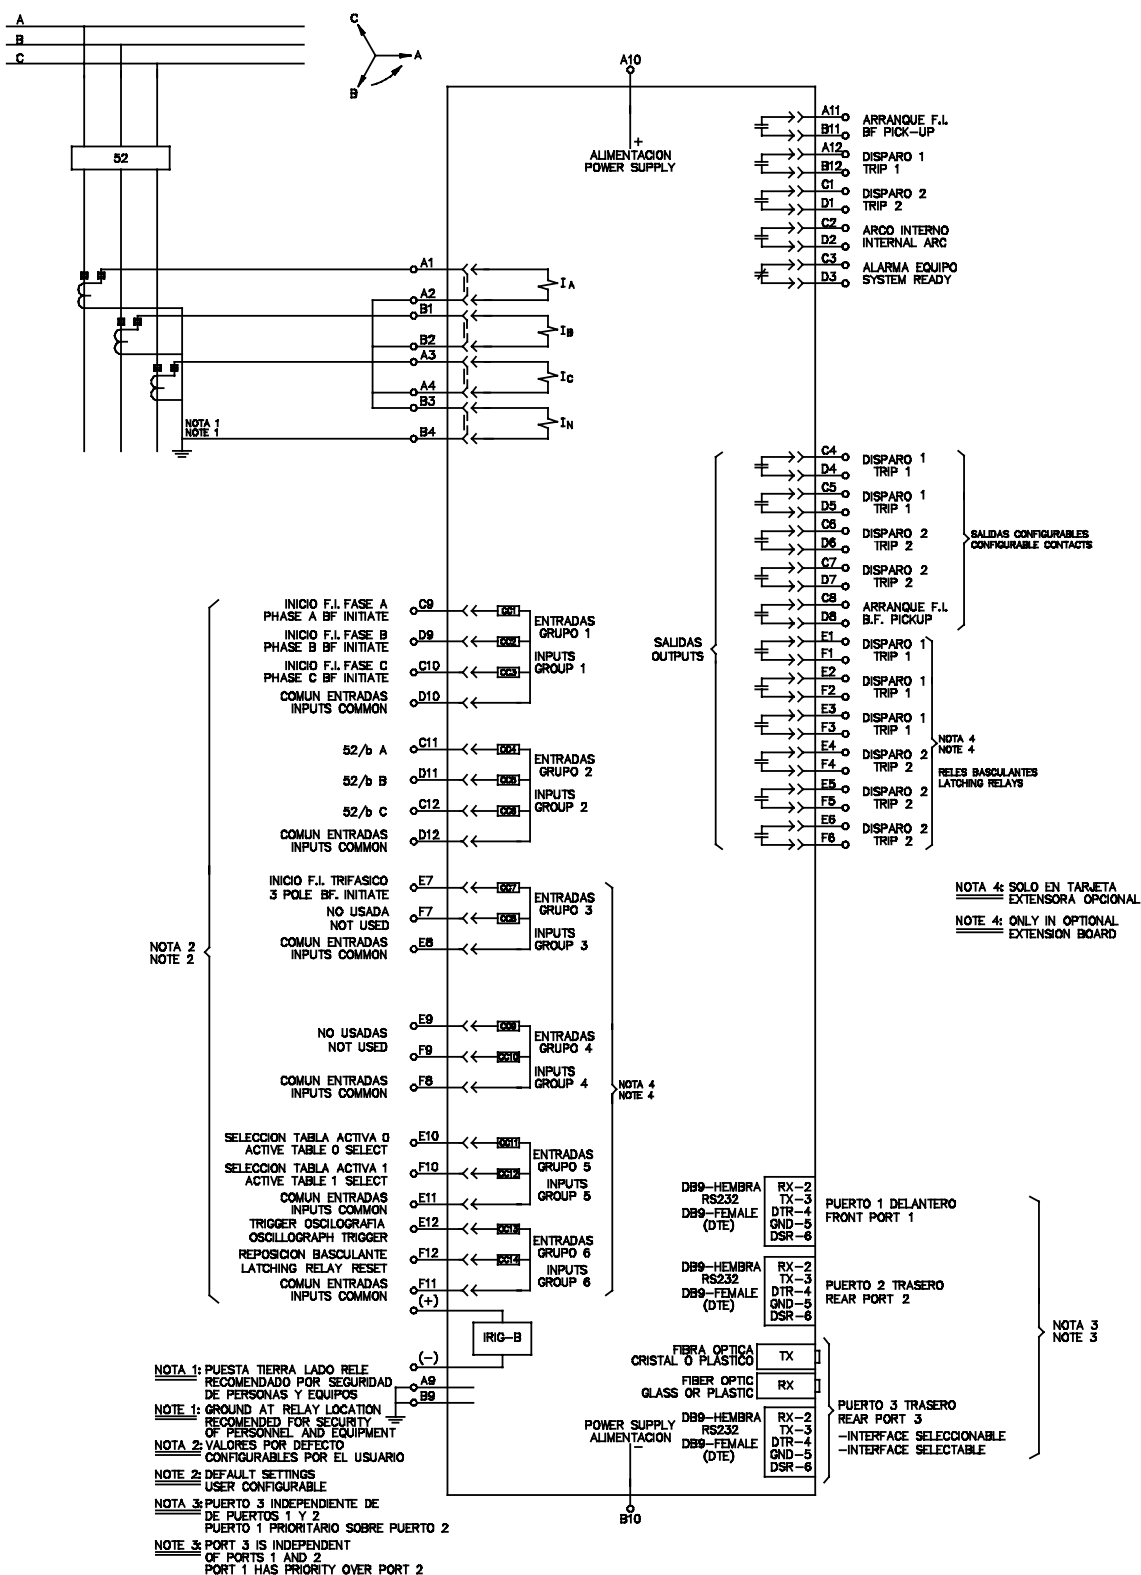 A
B
C
C
A
B
52
A10
+
ALIMENTACION
POWER SUPPLY
A11
B11
ARRANQUE F.I.
BF PICK-UP
A12
B12
DISPARO 1
TRIP 1
C1
D1
DISPARO 2
TRIP 2
C2
D2
ARCO INTERNO
INTERNAL ARC
C3
D3
ALARMA EQUIPO
SYSTEM READY
A1
IA
A2
B1
IB
B2
A3
IC
A4
B3
IN
B4
NOTA 1
NOTE 1
C4
D4
DISPARO 1
TRIP 1
C5
D5
DISPARO 1
TRIP 1
C6
D6
DISPARO 2
TRIP 2
C7
D7
DISPARO 2
TRIP 2
C8
D8
ARRANQUE F.I.
B.F. PICKUP
SALIDAS CONFIGURABLES
CONFIGURABLE CONTACTS
SALIDAS
OUTPUTS
E1
F1
DISPARO 1
TRIP 1
E2
F2
DISPARO 1
TRIP 1
E3
F3
DISPARO 1
TRIP 1
E4
F4
DISPARO 2
TRIP 2
E5
F5
DISPARO 2
TRIP 2
E6
F6
DISPARO 2
TRIP 2
NOTA 4
NOTE 4
RELES BASCULANTES
LATCHING RELAYS
NOTA 4: SOLO EN TARJETA
EXTENSORA OPCIONAL
NOTE 4: ONLY IN OPTIONAL
EXTENSION BOARD
INICIO F.I. FASE A
PHASE A BF INITIATE
C9
CC1
INICIO F.I. FASE B
PHASE B BF INITIATE
D9
CC2
INICIO F.I. FASE C
PHASE C BF INITIATE
C10
CC3
COMUN ENTRADAS
INPUTS COMMON
D10
ENTRADAS
GRUPO 1
INPUTS
GROUP 1
52/b A
C11
CC4
52/b B
D11
CC5
52/b C
C12
CC6
COMUN ENTRADAS
INPUTS COMMON
D12
ENTRADAS
GRUPO 2
INPUTS
GROUP 2
INICIO F.I. TRIFASICO
3 POLE BF. INITIATE
E7
CC7
NO USADA
NOT USED
F7
CC8
COMUN ENTRADAS
INPUTS COMMON
E8
ENTRADAS
GRUPO 3
INPUTS
GROUP 3
NOTA 2
NOTE 2
NO USADAS
NOT USED
E9
CC9
F9
CC10
COMUN ENTRADAS
INPUTS COMMON
F8
ENTRADAS
GRUPO 4
INPUTS
GROUP 4
NOTA 4
NOTE 4
SELECCION TABLA ACTIVA 0
ACTIVE TABLE 0 SELECT
E10
CC11
SELECCION TABLA ACTIVA 1
ACTIVE TABLE 1 SELECT
F10
CC12
COMUN ENTRADAS
INPUTS COMMON
E11
ENTRADAS
GRUPO 5
INPUTS
GROUP 5
TRIGGER OSCILOGRAFIA
OSCILLOGRAPH TRIGGER
E12
CC13
REPOSICION BASCULANTE
LATCHING RELAY RESET
F12
CC14
COMUN ENTRADAS
INPUTS COMMON
F11
ENTRADAS
GRUPO 6
INPUTS
GROUP 6
(+)
IRIG-B
(-)
A9
B9
DB9-HEMBRA
RS232
DB9-FEMALE
(DTE)
RX-2
TX-3
DTR-4
GND-5
DSR-6
PUERTO 1 DELANTERO
FRONT PORT 1
DB9-HEMBRA
RS232
DB9-FEMALE
(DTE)
RX-2
TX-3
DTR-4
GND-5
DSR-6
PUERTO 2 TRASERO
REAR PORT 2
NOTA 3
NOTE 3
FIBRA OPTICA
CRISTAL O PLASTICO
TX
FIBER OPTIC
GLASS OR PLASTIC
RX
DB9-HEMBRA
RS232
DB9-FEMALE
(DTE)
RX-2
TX-3
DTR-4
GND-5
DSR-6
PUERTO 3 TRASERO
REAR PORT 3
-INTERFACE SELECCIONABLE
-INTERFACE SELECTABLE
POWER SUPPLY
ALIMENTACION
-
B10
NOTA 1: PUESTA TIERRA LADO RELE
RECOMENDADO POR SEGURIDAD
DE PERSONAS Y EQUIPOS
NOTE 1: GROUND AT RELAY LOCATION
RECOMENDED FOR SECURITY
OF PERSONNEL AND EQUIPMENT
NOTA 2: VALORES POR DEFECTO
CONFIGURABLES POR EL USUARIO
NOTE 2: DEFAULT SETTINGS
USER CONFIGURABLE
NOTA 3: PUERTO 3 INDEPENDIENTE DE
DE PUERTOS 1 Y 2
PUERTO 1 PRIORITARIO SOBRE PUERTO 2
NOTE 3: PORT 3 IS INDEPENDENT
OF PORTS 1 AND 2
PORT 1 HAS PRIORITY OVER PORT 2